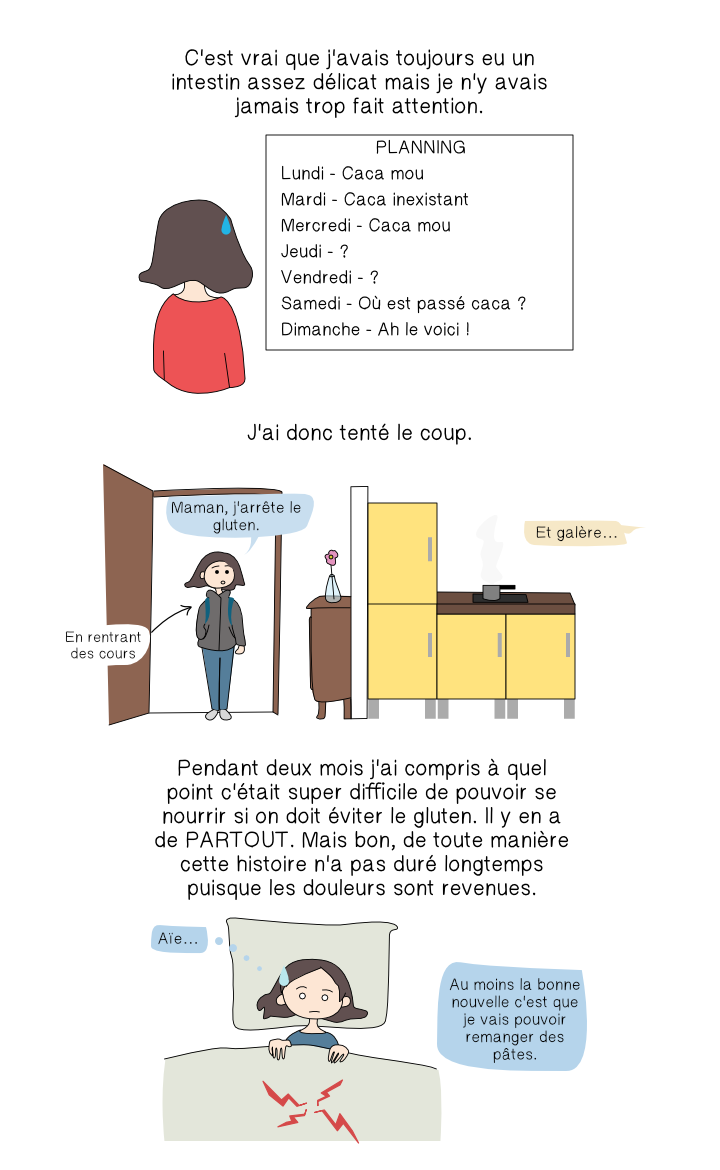 C'est vrai que j'avais toujours eu un
intestin assez délicat mais je n'y avais
jamais trop fait attention.
PLANNING
Lundi - Caca mou
Mardi - Caca inexistant
Mercredi - Caca mou
Jeudi - ?
Vendredi - ?
Samedi - Où est passé caca ?
Dimanche - Ah le voici !
J'ai donc tenté le coup.
Maman, j'arrête le
gluten.
Et galère...
En rentrant
des cours
Pendant deux mois j'ai compris à quel
point c'était super difficile de pouvoir se
nourrir si on doit éviter le gluten. Il y en a
de PARTOUT. Mais bon, de toute manière
cette histoire n'a pas duré longtemps
puisque les douleurs sont revenues.
Aïe...
Au moins la bonne
nouvelle c'est que
je vais pouvoir
remanger des
pâtes.